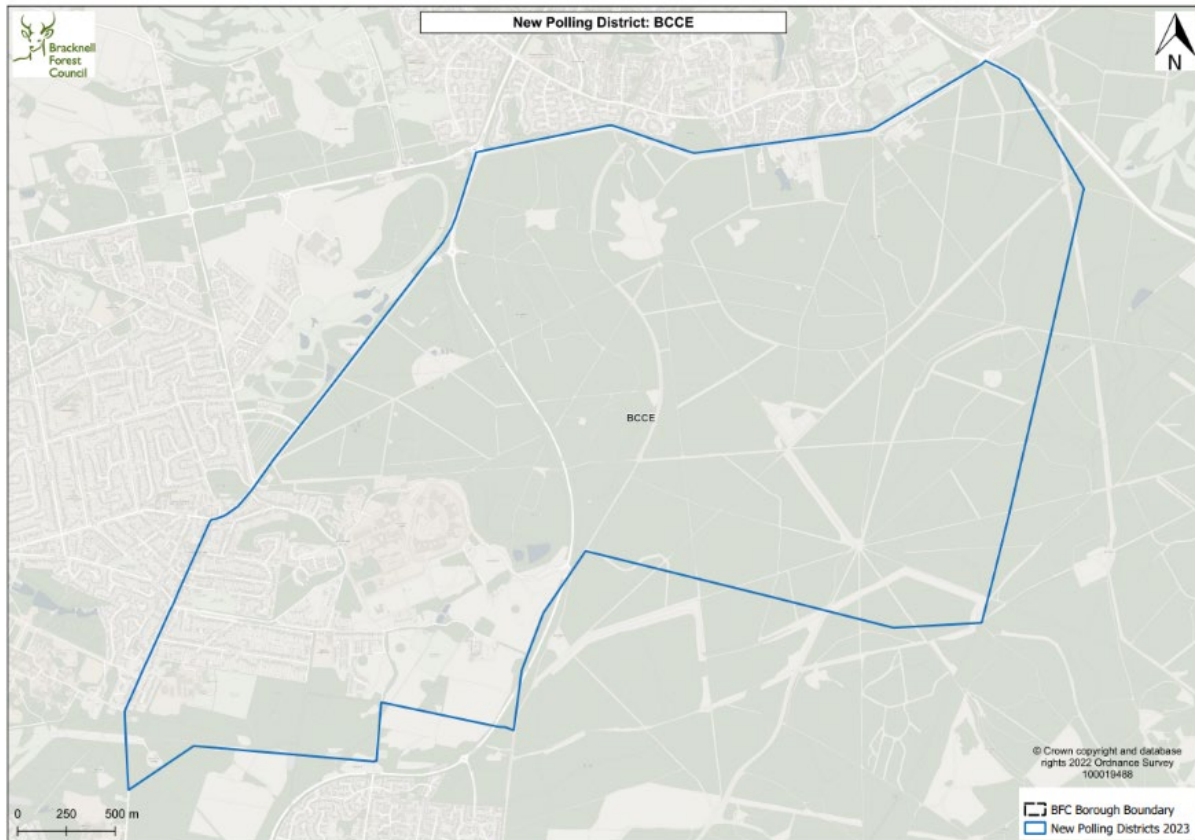 New Polling District: BCCE
Bracknell
Forest
Council
N
BCCE
© Crown copyright and database
rights 2022 Ordnance Survey
100019488
0 250 500 m
BFC Borough Boundary
New Polling Districts 2023